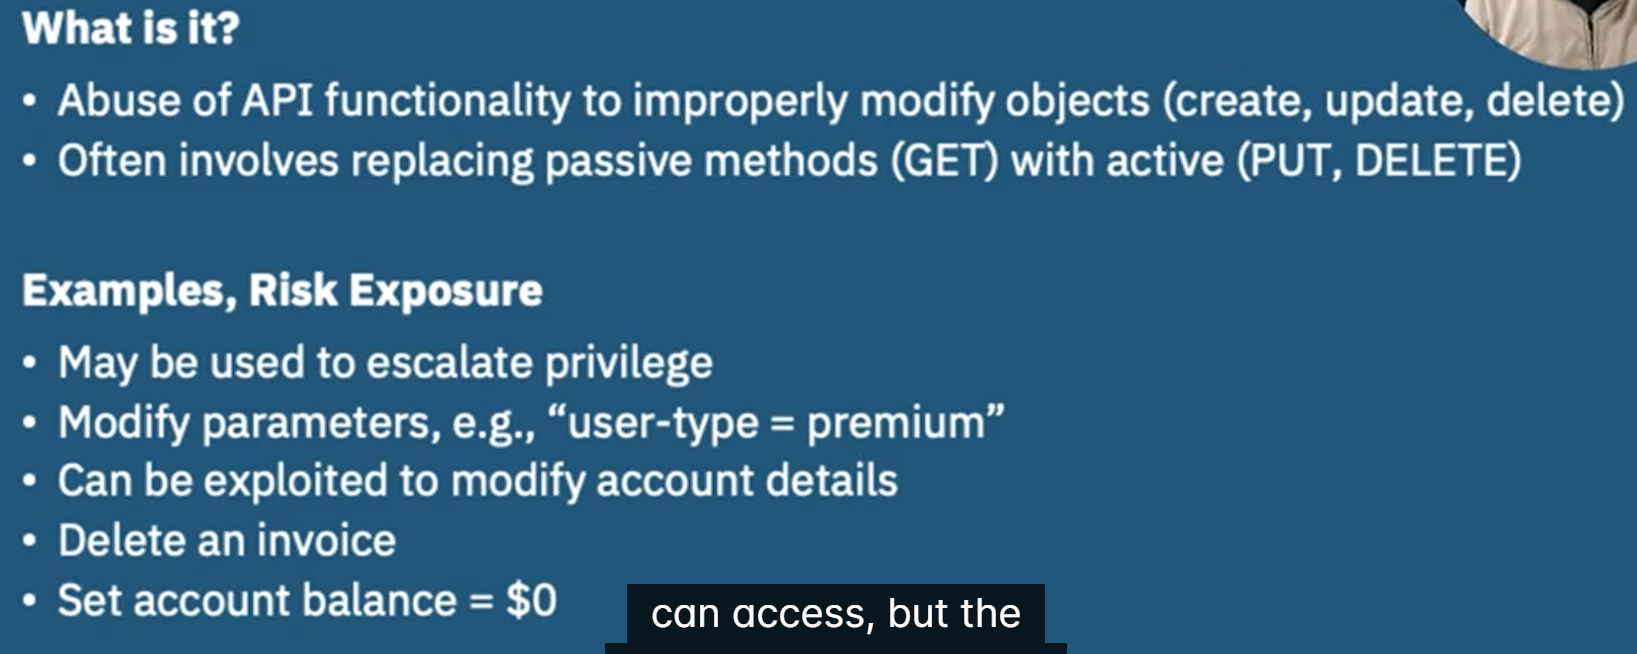 What is it?
• Abuse of API functionality to improperly modify objects (create, update, delete)
• Often involves replacing passive methods (GET) with active (PUT, DELETE)
Examples, Risk Exposure
• May be used to escalate privilege
• Modify parameters, e.g., “user-type = premium”
• Can be exploited to modify account details
• Delete an invoice
• Set account balance = $0
can access, but the